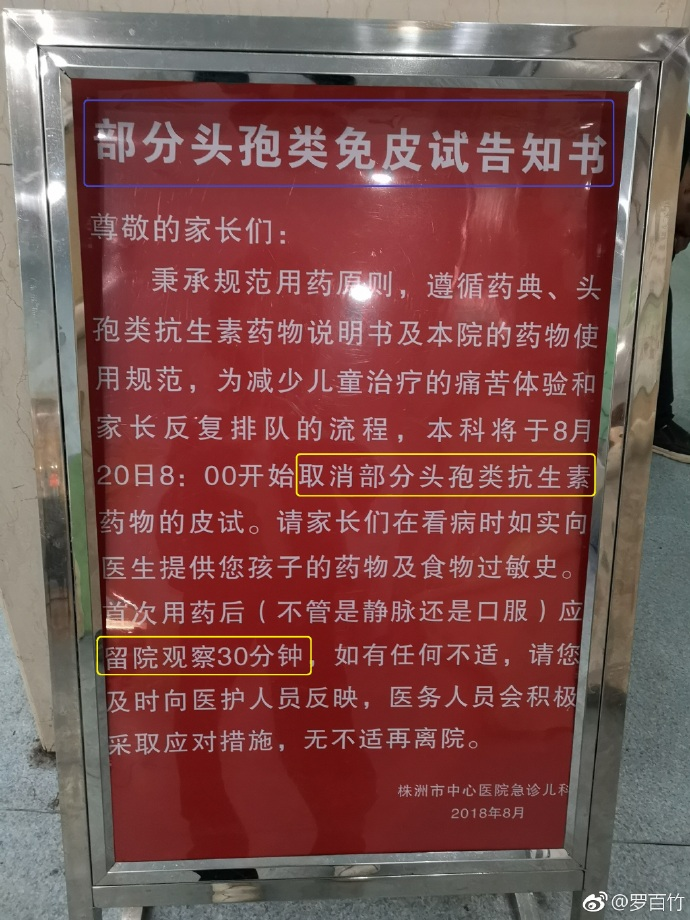 部分头孢类免皮试告知书
尊敬的家长们：
秉承规范用药原则，遵循药典、头
孢类抗生素药物说明书及本院的药物使
用规范，为减少儿童治疗的痛苦体验和
家长反复排队的流程，本科将于8月
20日8：00开始取消部分头孢类抗生素
药物的皮试。请家长们在看病时如实向
医生提供您孩子的药物及食物过敏史。
首次用药后（不管是静脉还是口服）应
留院观察30分钟，如有任何不适，请您
及时向医护人员反映，医务人员会积极
采取应对措施，无不适再离院。
株洲市中心医院急诊儿科
2018年8月
@罗百竹